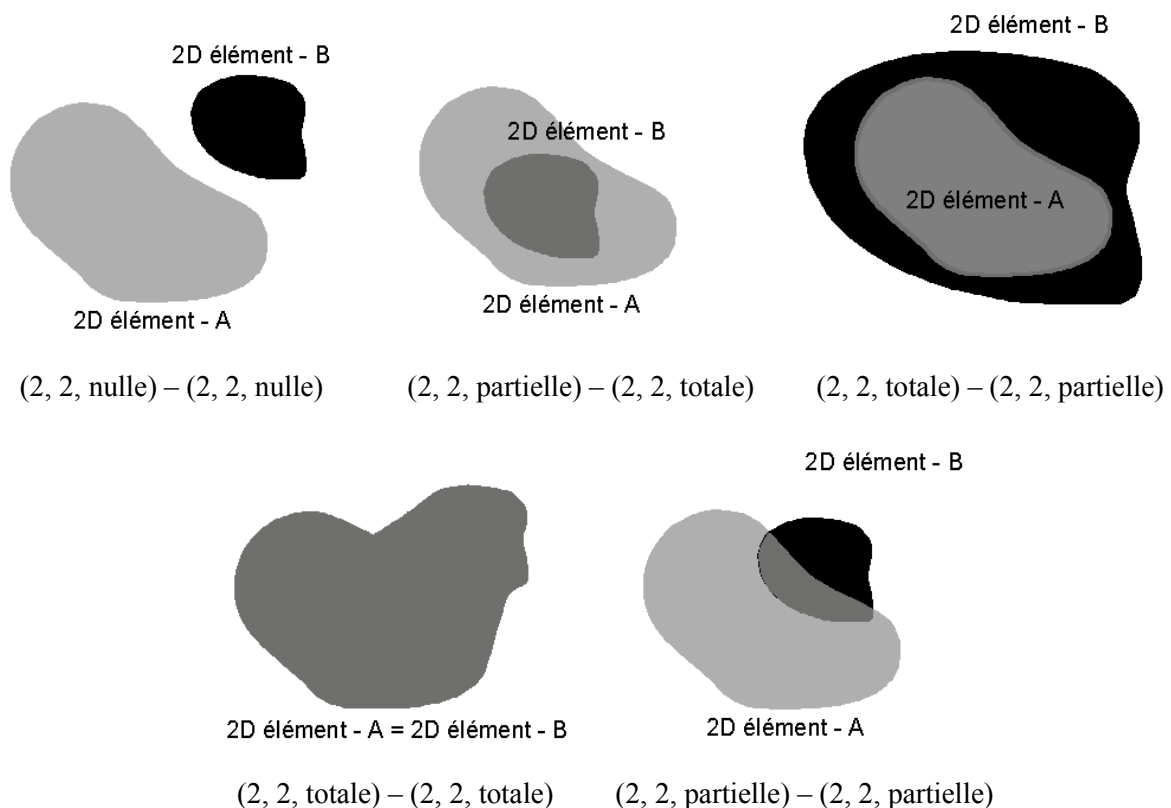 2D élément - B
2D élément - A
(2, 2, nulle) – (2, 2, nulle)
2D élément - B
2D élément - A
(2, 2, partielle) – (2, 2, totale)
2D élément - B
2D élément - A
(2, 2, totale) – (2, 2, partielle)
2D élément - A = 2D élément - B
(2, 2, totale) – (2, 2, totale)
2D élément - B
2D élément - A
(2, 2, partielle) – (2, 2, partielle)